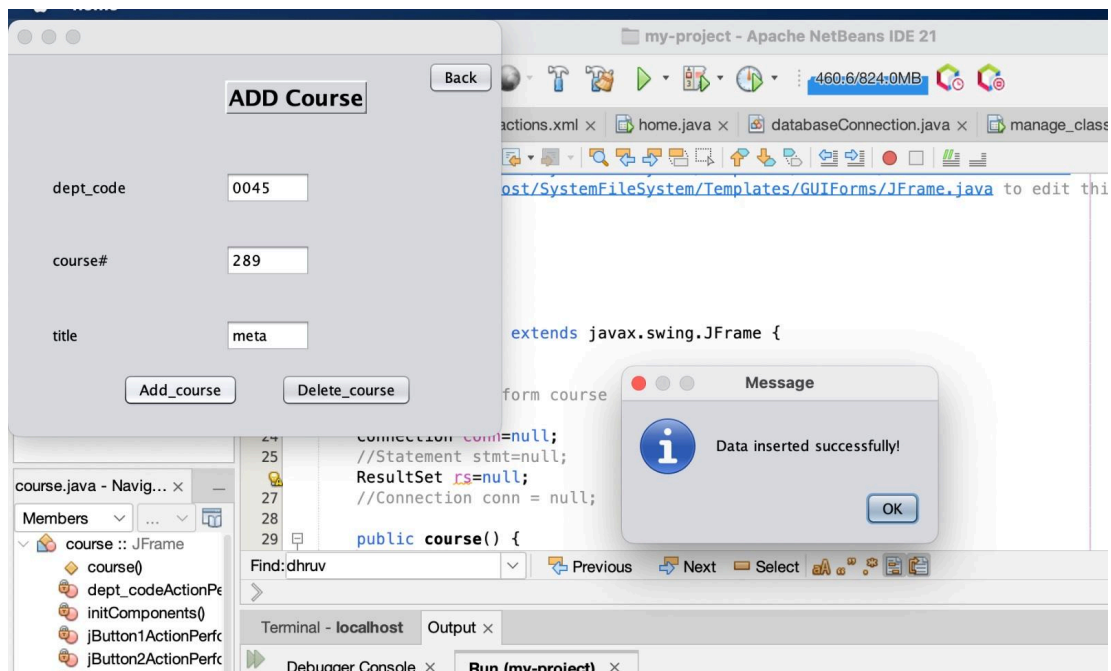 my-project - Apache NetBeans IDE 21
Back
ADD Course
460.6/824.0MB
actions.xml × home.java × databaseConnection.java × manage_class
dept_code 0045
ost/SystemFileSystem/Templates/GUIForms/JFrame.java to edit thi
course# 289
title meta
extends javax.swing.JFrame {
Add_course Delete_course
form course
Message
Data inserted successfully!
OK
24 Connection conn=null;
25 //Statement stmt=null;
ResultSet rs=null;
27 //Connection conn = null;
28
29 public course() {
course.java - Navig... ×
Members ...
course :: JFrame
course()
dept_codeActionPe
initComponents()
jButton1ActionPerfc
jButton2ActionPerfc
Find: dhruv Previous Next Select
Terminal - localhost Output ×
Debugger Console × Run (my-project) ×